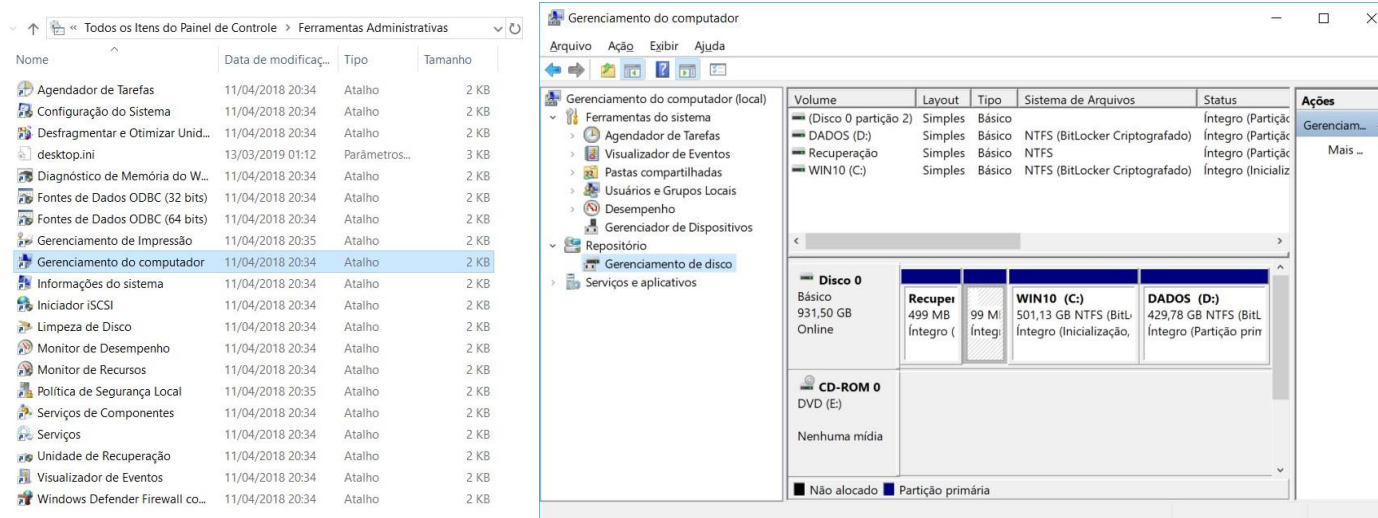 « Todos os Itens do Painel de Controle > Ferramentas Administrativas
Nome Data de modificaç... Tipo Tamanho
Agendador de Tarefas 11/04/2018 20:34 Atalho 2 KB
Configuração do Sistema 11/04/2018 20:34 Atalho 2 KB
Desfragmentar e Otimizar Unid... 11/04/2018 20:34 Atalho 2 KB
desktop.ini 13/03/2019 01:12 Parâmetros... 3 KB
Diagnóstico de Memória do W... 11/04/2018 20:34 Atalho 2 KB
Fontes de Dados ODBC (32 bits) 11/04/2018 20:34 Atalho 2 KB
Fontes de Dados ODBC (64 bits) 11/04/2018 20:34 Atalho 2 KB
Gerenciamento de Impressão 11/04/2018 20:35 Atalho 2 KB
Gerenciamento do computador 11/04/2018 20:34 Atalho 2 KB
Informações do sistema 11/04/2018 20:34 Atalho 2 KB
Iniciador iSCSI 11/04/2018 20:34 Atalho 2 KB
Limpeza de Disco 11/04/2018 20:34 Atalho 2 KB
Monitor de Desempenho 11/04/2018 20:34 Atalho 2 KB
Monitor de Recursos 11/04/2018 20:34 Atalho 2 KB
Política de Segurança Local 11/04/2018 20:35 Atalho 2 KB
Serviços de Componentes 11/04/2018 20:34 Atalho 2 KB
Serviços 11/04/2018 20:34 Atalho 2 KB
Unidade de Recuperação 11/04/2018 20:34 Atalho 2 KB
Visualizador de Eventos 11/04/2018 20:34 Atalho 2 KB
Windows Defender Firewall co... 11/04/2018 20:34 Atalho 2 KB
Gerenciamento do computador
Arquivo Ação Exibir Ajuda
Gerenciamento do computador (local)
Ferramentas do sistema
Agendador de Tarefas
Visualizador de Eventos
Pastas compartilhadas
Usuários e Grupos Locais
Desempenho
Gerenciador de Dispositivos
Repositório
Gerenciamento de disco
Serviços e aplicativos
Volume Layout Tipo Sistema de Arquivos Status
(Disco 0 partição 2) Simples Básico Íntegro (Partiçã
DADOS (D:) Simples Básico NTFS (BitLocker Criptografado) Íntegro (Partiçã
Recuperação Simples Básico NTFS Íntegro (Partiçã
WIN10 (C:) Simples Básico NTFS (BitLocker Criptografado) Íntegro (Inicializ
Disco 0
Básico
931,50 GB
Online
Recuper
499 MB
Íntegro (
99 M
Íntegr
WIN10 (C:)
501,13 GB NTFS (BitL
Íntegro (Inicialização,
DADOS (D:)
429,78 GB NTFS (BitL
Íntegro (Partição prim
CD-ROM 0
DVD (E:)
Nenhuma mídia
Não alocado Partição primária
Ações
Gerenciam...
Mais ...